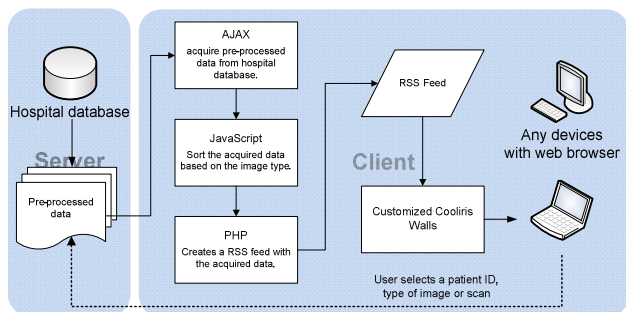 Hospital database
Server
Pre-processed
data
AJAX
acquire pre-processed
data from hospital
database.
JavaScript
Sort the acquired data
based on the image type.
PHP
Creates a RSS feed with
the acquired data.
RSS Feed
Client
Customized Cooliris
Walls
Any devices
with web browser
User selects a patient ID,
type of image or scan